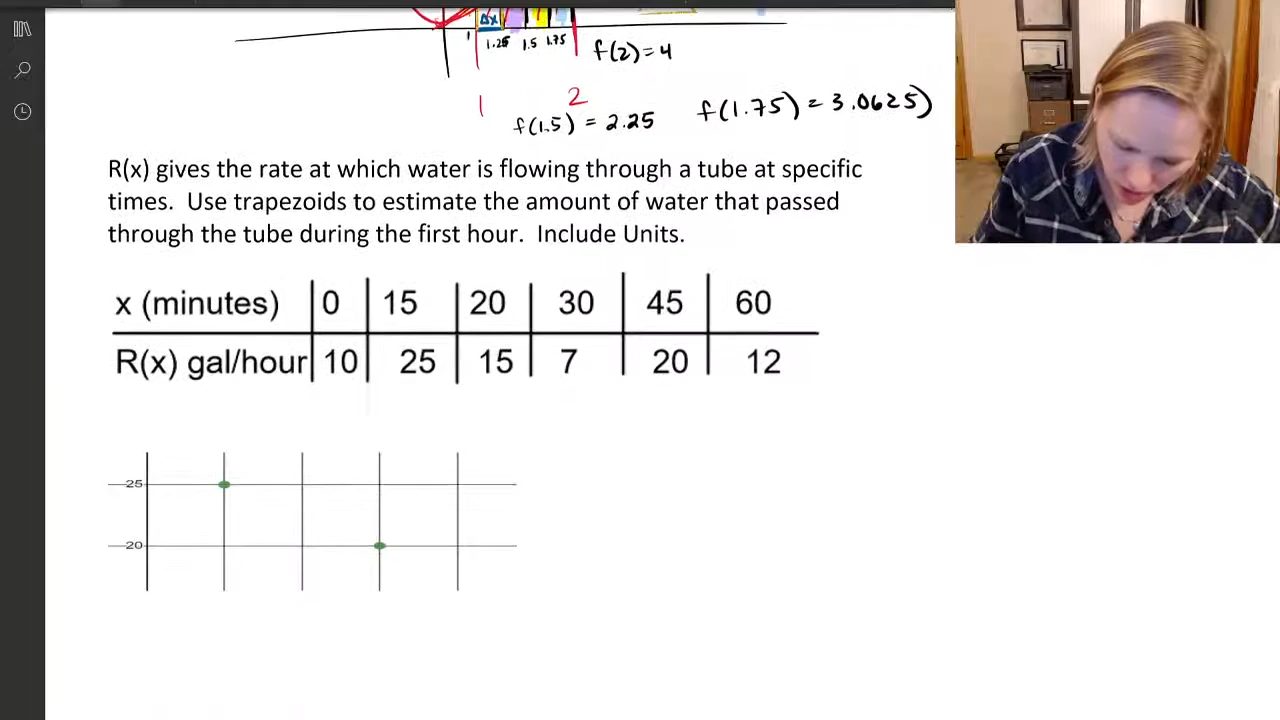 Δx
1
1.25 1.5 1.75
f(2)=4
1 2
f(1.5) = 2.25
f(1.75) = 3.0625)
R(x) gives the rate at which water is flowing through a tube at specific
times. Use trapezoids to estimate the amount of water that passed
through the tube during the first hour. Include Units.
x (minutes) 0 15 20 30 45 60
R(x) gal/hour 10 25 15 7 20 12
25
20